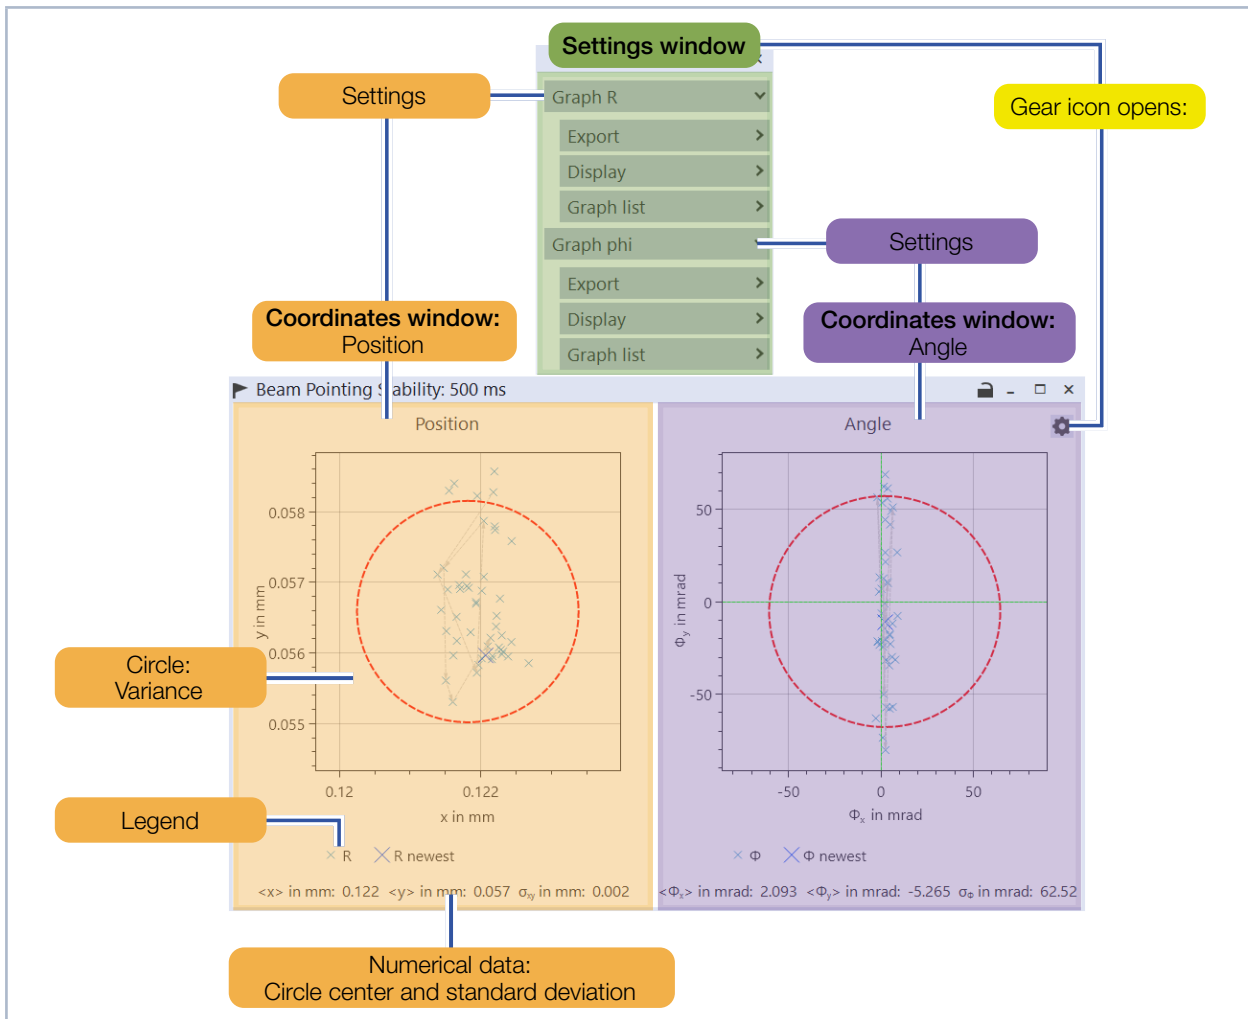 Settings window
Settings
Graph R
Gear icon opens:
Export
Display
Graph list
Graph phi
Settings
Export
Display
Graph list
Coordinates window:
Position
Coordinates window:
Angle
Beam Pointing Stability: 500 ms
Position
Angle
0.058
0.057
0.056
0.055
y in mm
0.12
0.122
x in mm
50
0
-50
Φy in mrad
-50
0
50
Φx in mrad
Circle:
Variance
Legend
R
R newest
Φ
Φ newest
<x> in mm: 0.122 <y> in mm: 0.057 σxy in mm: 0.002
<Φx> in mrad: 2.093 <Φy> in mrad: -5.265 σΦ in mrad: 62.52
Numerical data:
Circle center and standard deviation